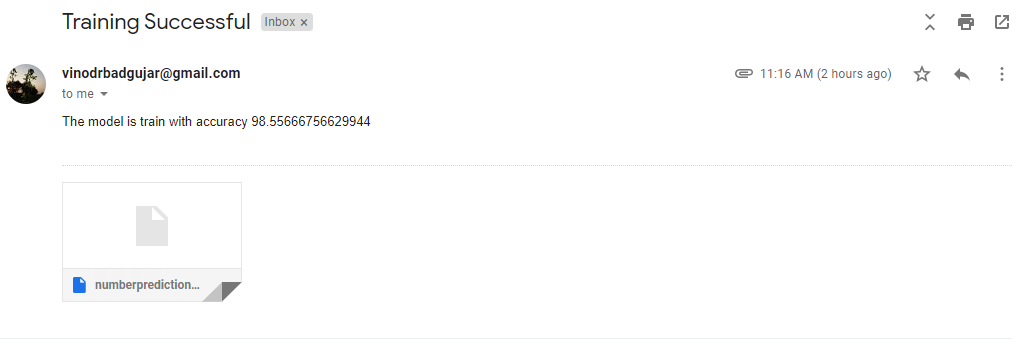 Training Successful Inbox ×
vinodrbadgujar@gmail.com 11:16 AM (2 hours ago)
to me
The model is train with accuracy 98.55666756629944
numberprediction...